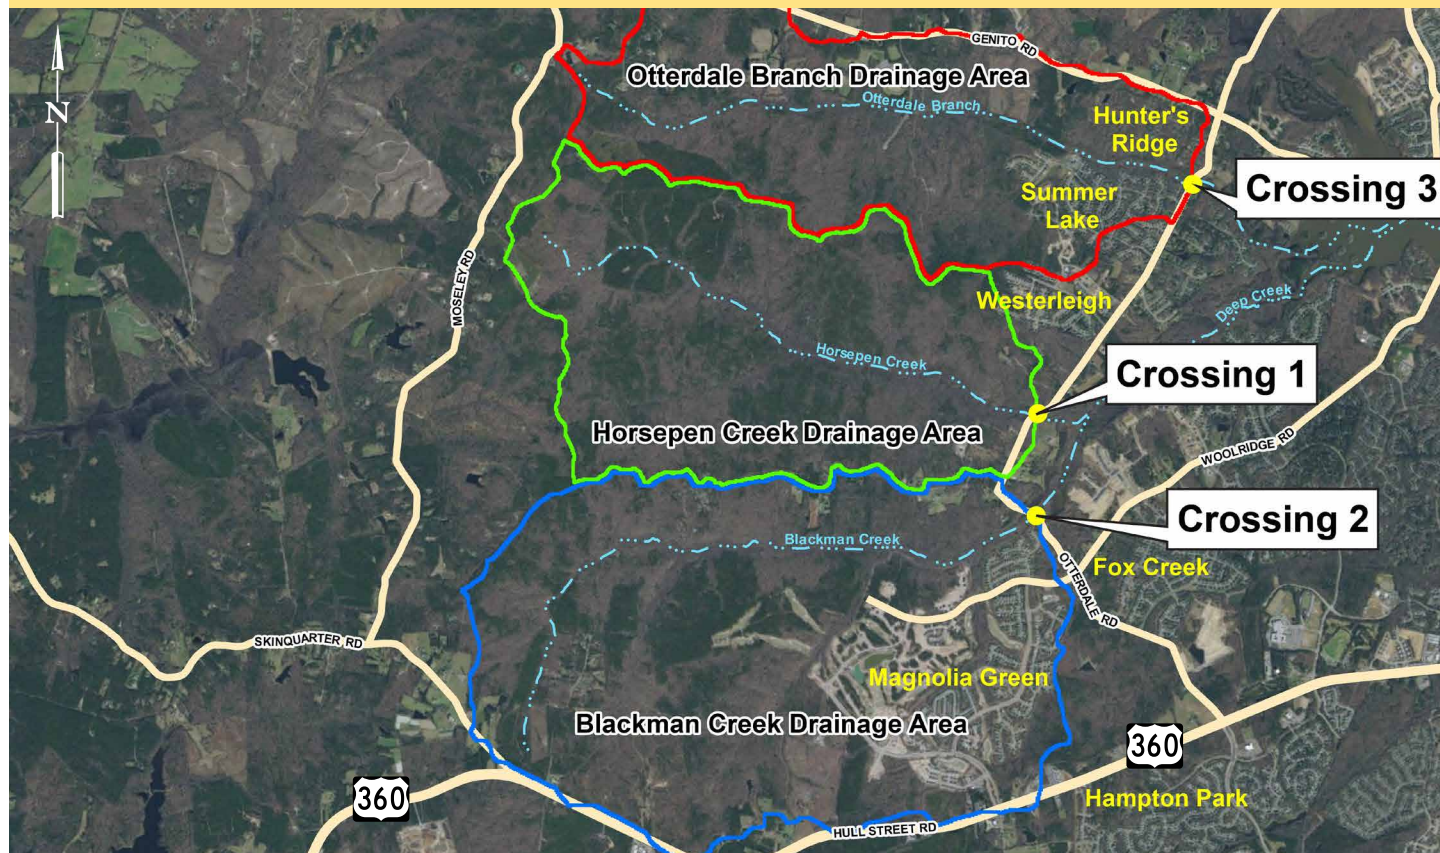 GENITO RD
Otterdale Branch Drainage Area
Otterdale Branch
Hunter's
Ridge
N
Crossing 3
Summer
Lake
MOSELEY RD
Westerleigh
Deep Creek
Horsepen Creek
Crossing 1
Horsepen Creek Drainage Area
WOOLRIDGE RD
Crossing 2
Blackman Creek
Fox Creek
OTTERDALE RD
SKINQUARTER RD
Magnolia Green
Blackman Creek Drainage Area
360
360
Hampton Park
HULL STREET RD